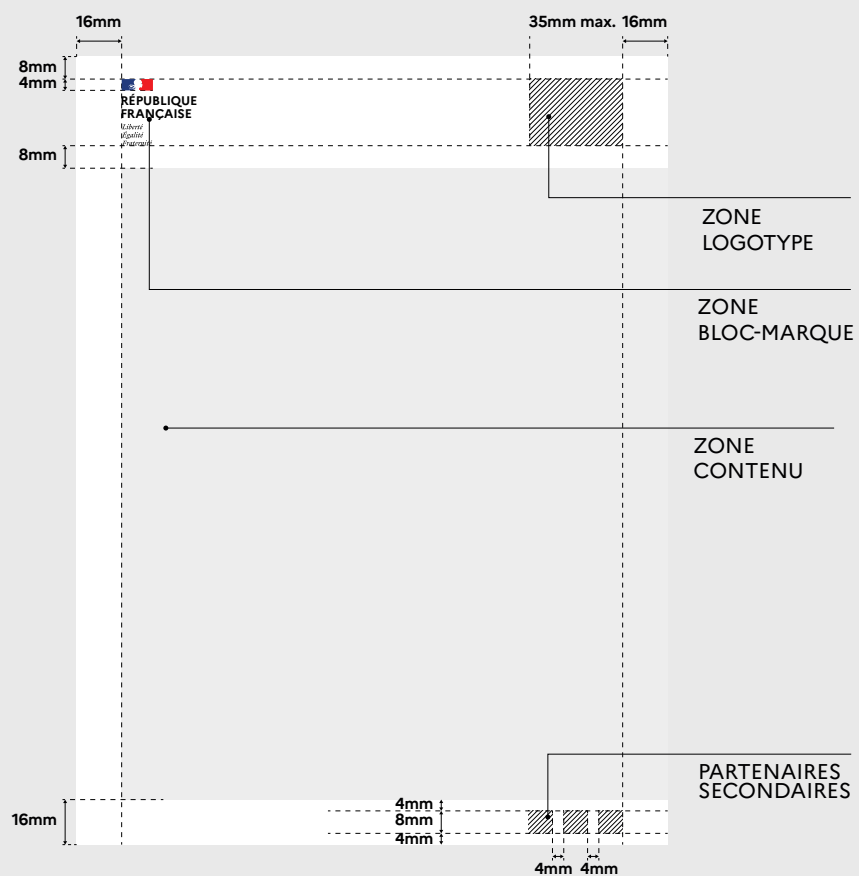 16mm
35mm max.
16mm
8mm
4mm
RÉPUBLIQUE
FRANÇAISE
Liberté
Égalité
Fraternité
8mm
ZONE
LOGOTYPE
ZONE
BLOC-MARQUE
ZONE
CONTENU
PARTENAIRES
SECONDAIRES
16mm
4mm
8mm
4mm
4mm
4mm